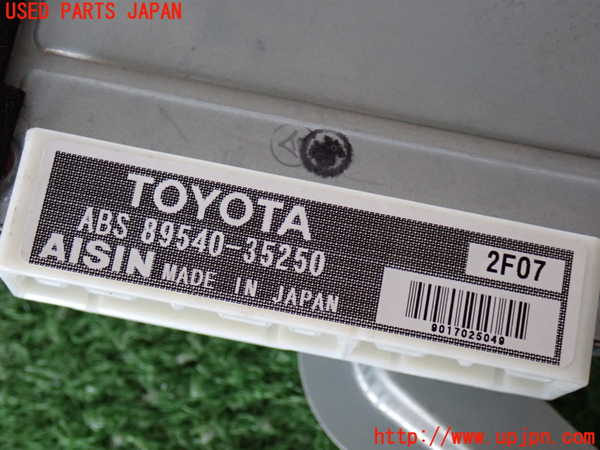 USED PARTS JAPAN
TOYOTA
ABS 89540-35250
AISIN MADE IN JAPAN
2F07
9017025049
http://www.upjpn.com/